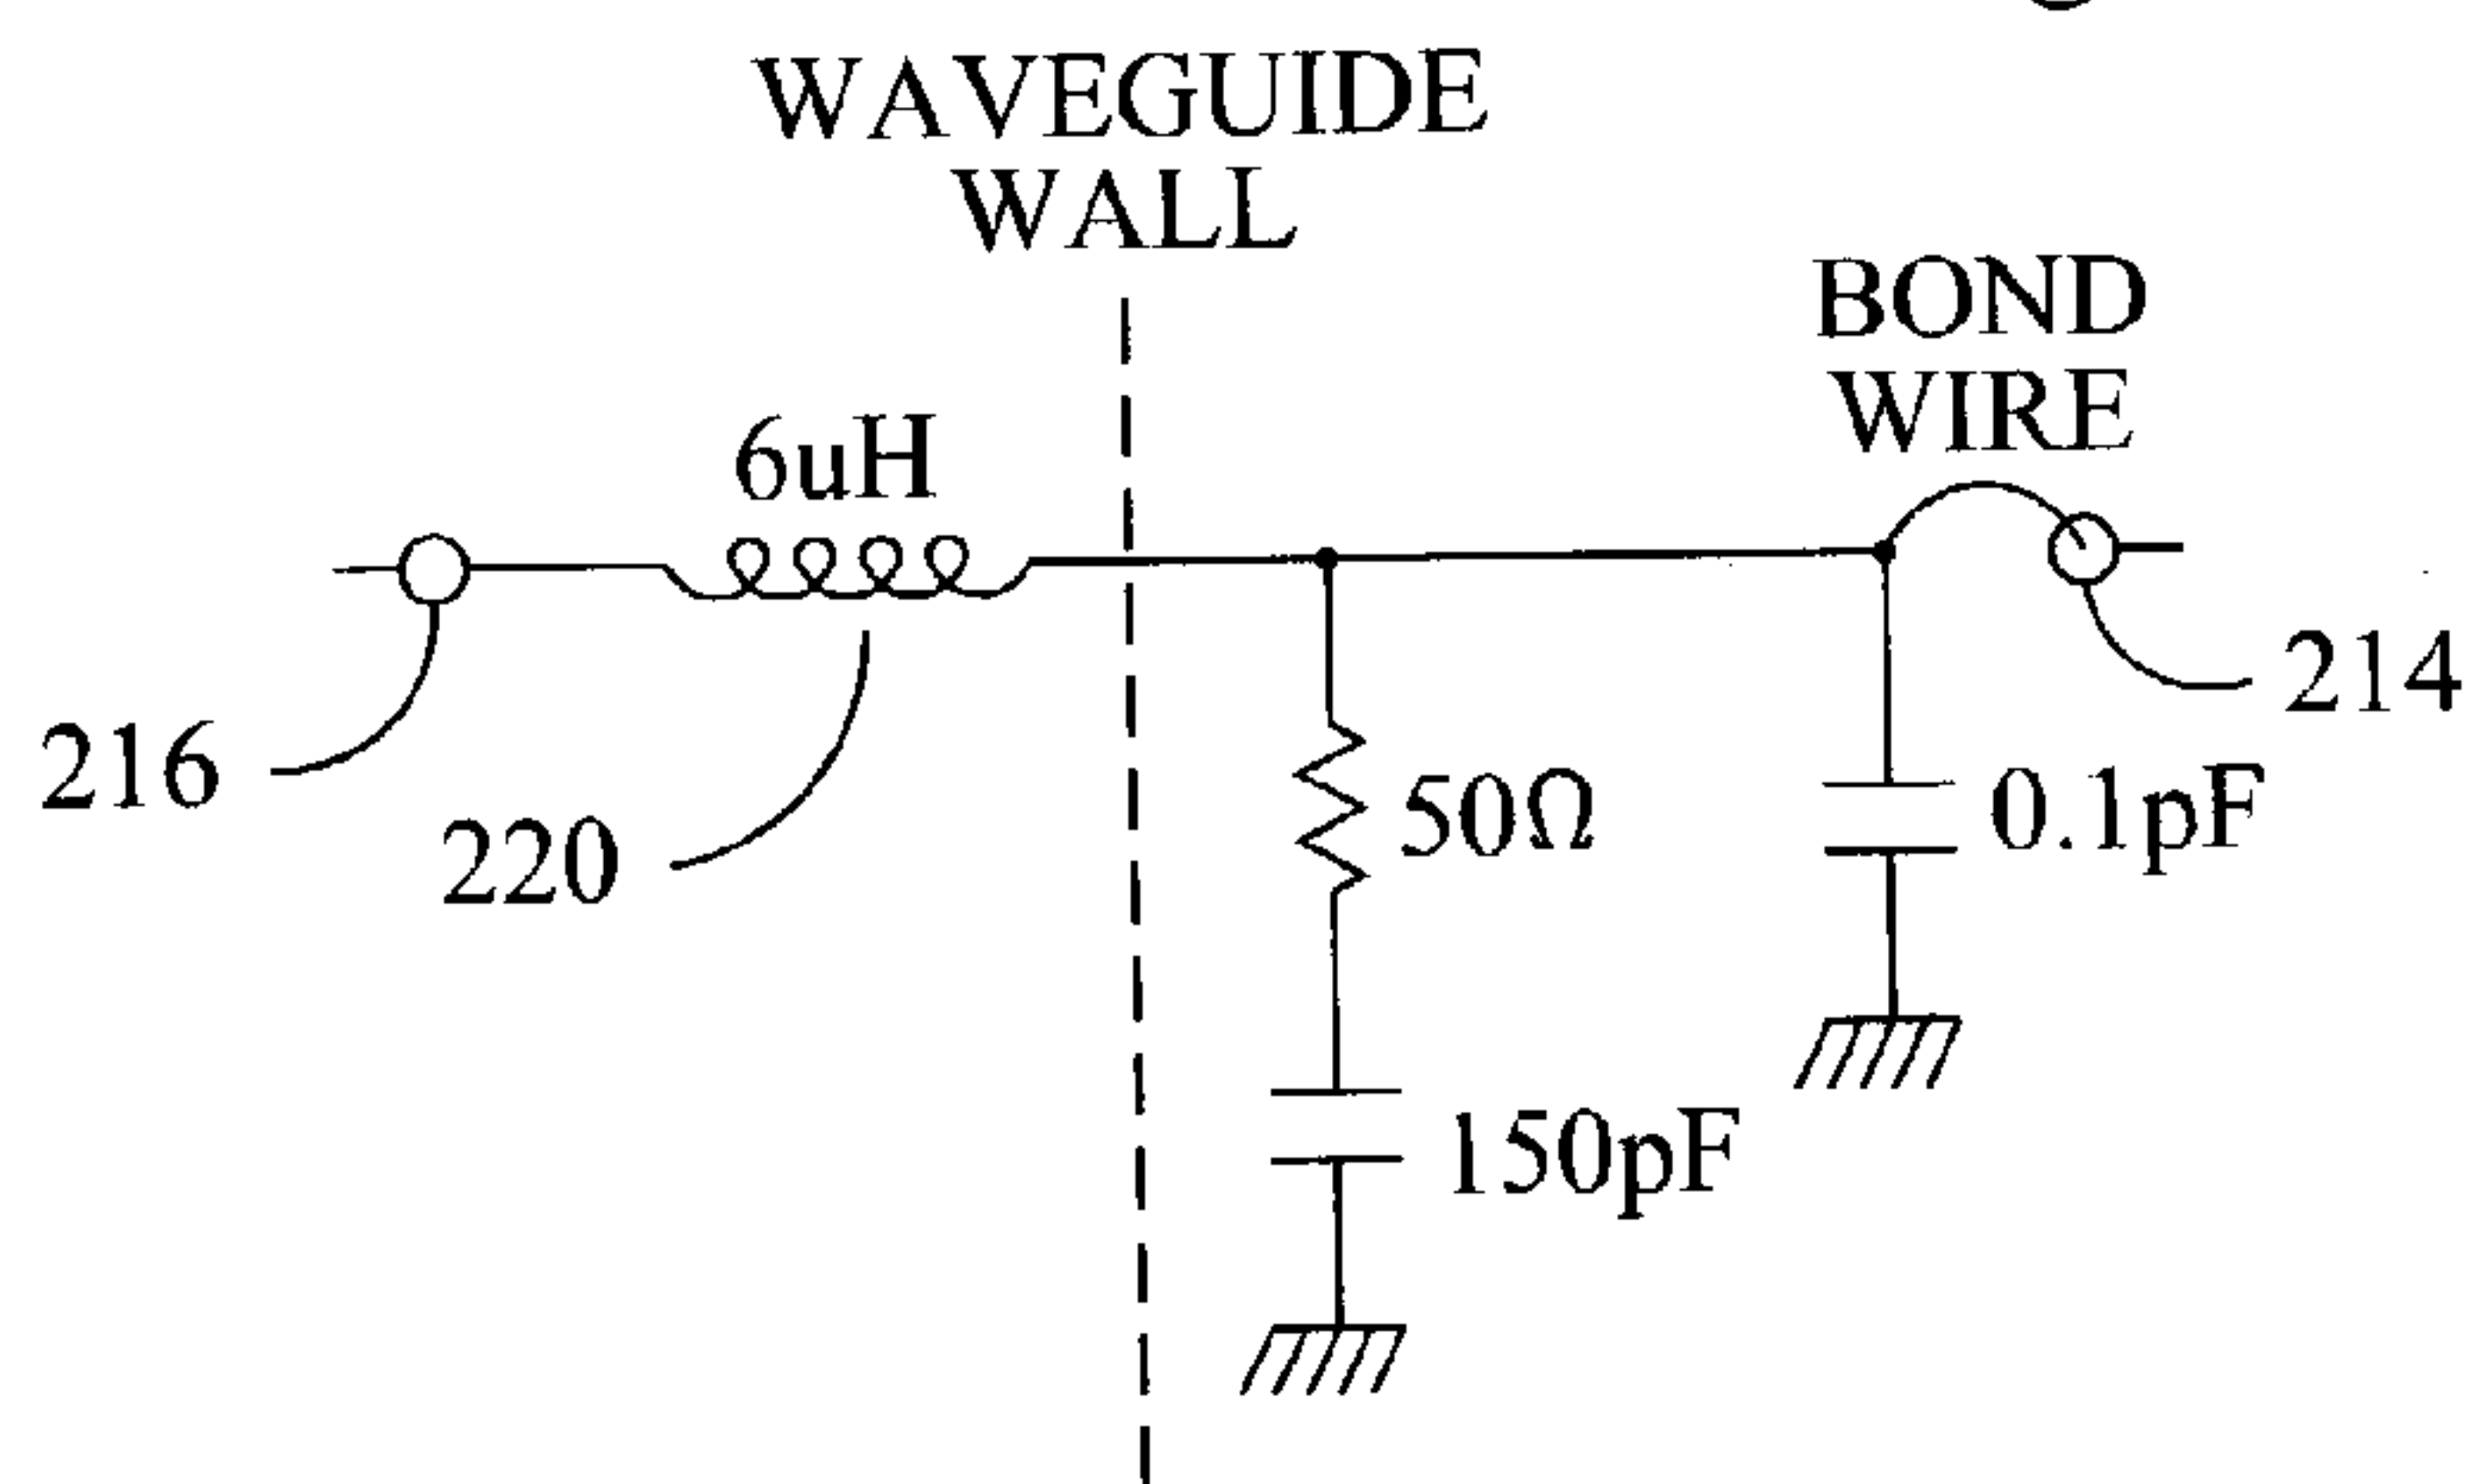 WAVEGUIDE
WALL
BOND
WIRE
6uH
216
220
214
50Ω
0.1pF
150pF